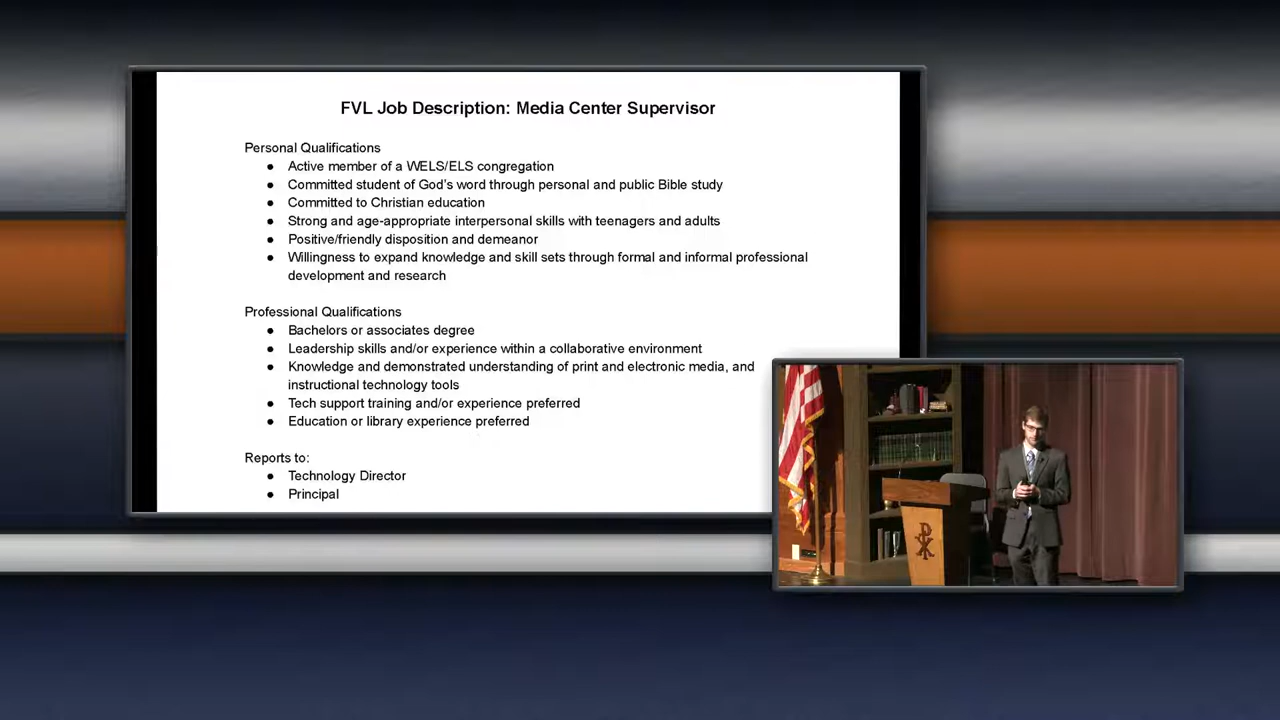 FVL Job Description: Media Center Supervisor
Personal Qualifications
● Active member of a WELS/ELS congregation
● Committed student of God's word through personal and public Bible study
● Committed to Christian education
● Strong and age-appropriate interpersonal skills with teenagers and adults
● Positive/friendly disposition and demeanor
● Willingness to expand knowledge and skill sets through formal and informal professional
development and research
Professional Qualifications
● Bachelors or associates degree
● Leadership skills and/or experience within a collaborative environment
● Knowledge and demonstrated understanding of print and electronic media, and
instructional technology tools
● Tech support training and/or experience preferred
● Education or library experience preferred
Reports to:
● Technology Director
● Principal